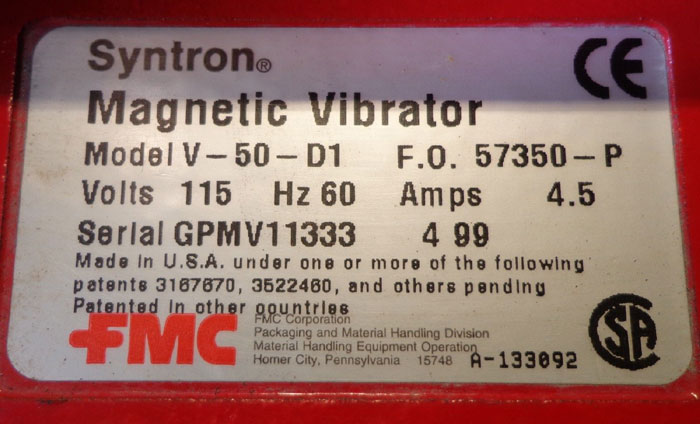 Syntron®
CE
Magnetic Vibrator
Model V-50-D1 F.O. 57350-P
Volts 115 Hz 60 Amps 4.5
Serial GPMV11333 4 99
Made in U.S.A. under one or more of the following
patents 3167670, 3522460, and others pending
Patented in other countries
FMC
FMC Corporation
Packaging and Material Handling Division
Material Handling Equipment Operation
Homer City, Pennsylvania 15748 A-133092
CSA